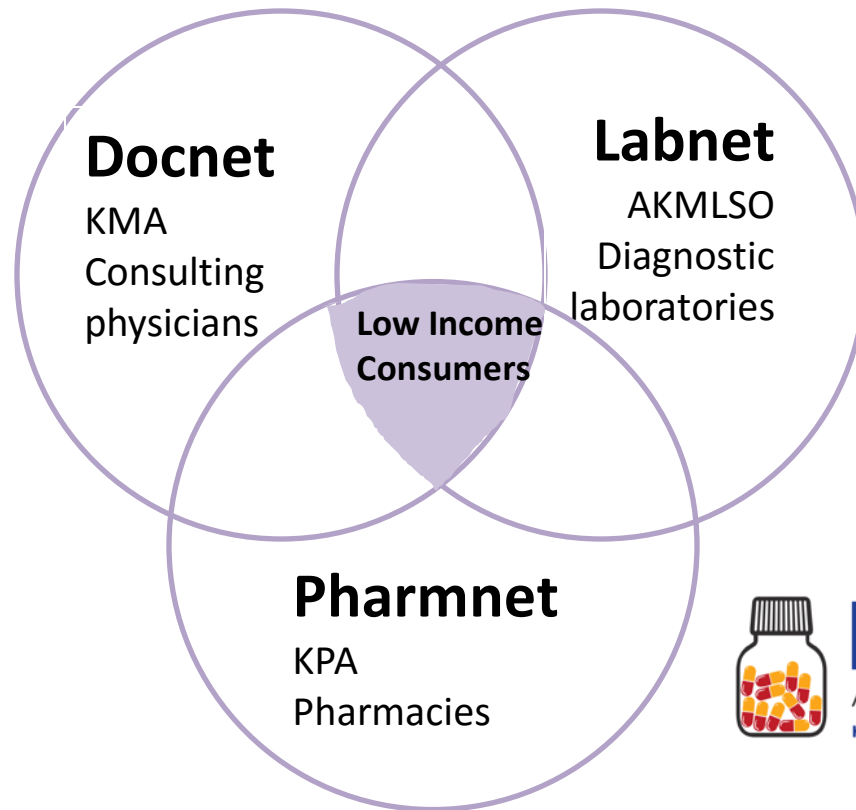 Docnet
KMA
Consulting
physicians
Labnet
AKMLSO
Diagnostic
laboratories
Low Income
Consumers
Pharmnet
KPA
Pharmacies